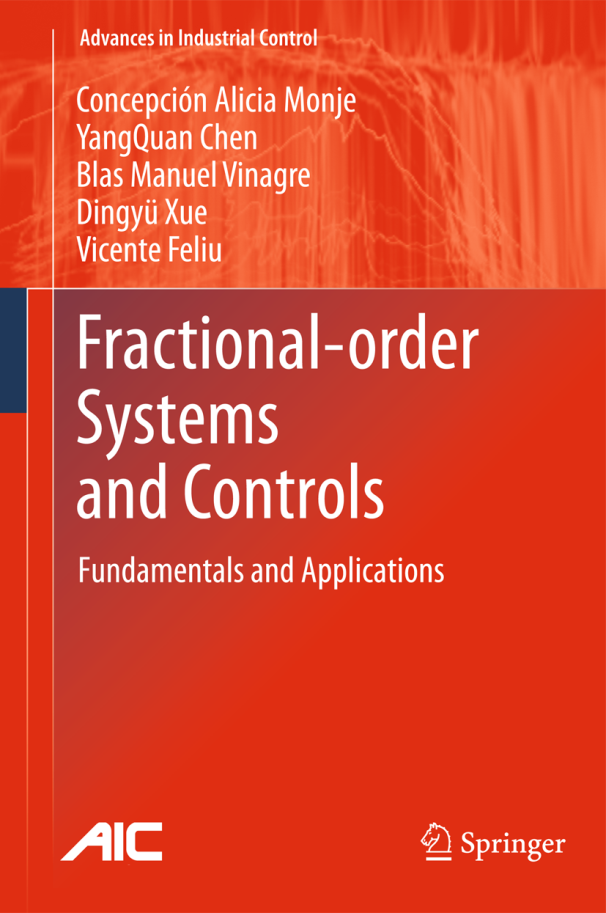 Advances in Industrial Control
Concepción Alicia Monje
YangQuan Chen
Blas Manuel Vinagre
Dingyü Xue
Vicente Feliu
Fractional-order
Systems
and Controls
Fundamentals and Applications
AIC
Springer